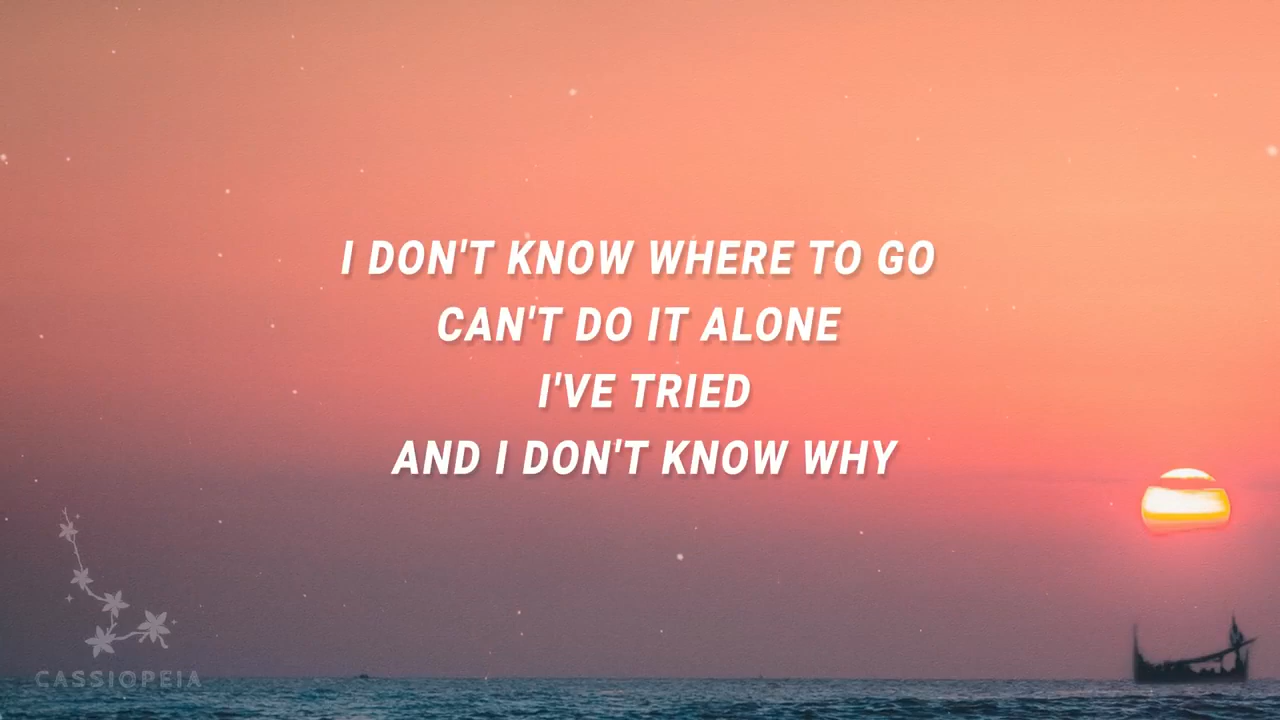 I DON'T KNOW WHERE TO GO
CAN'T DO IT ALONE
I'VE TRIED
AND I DON'T KNOW WHY
CASSIOPEIA